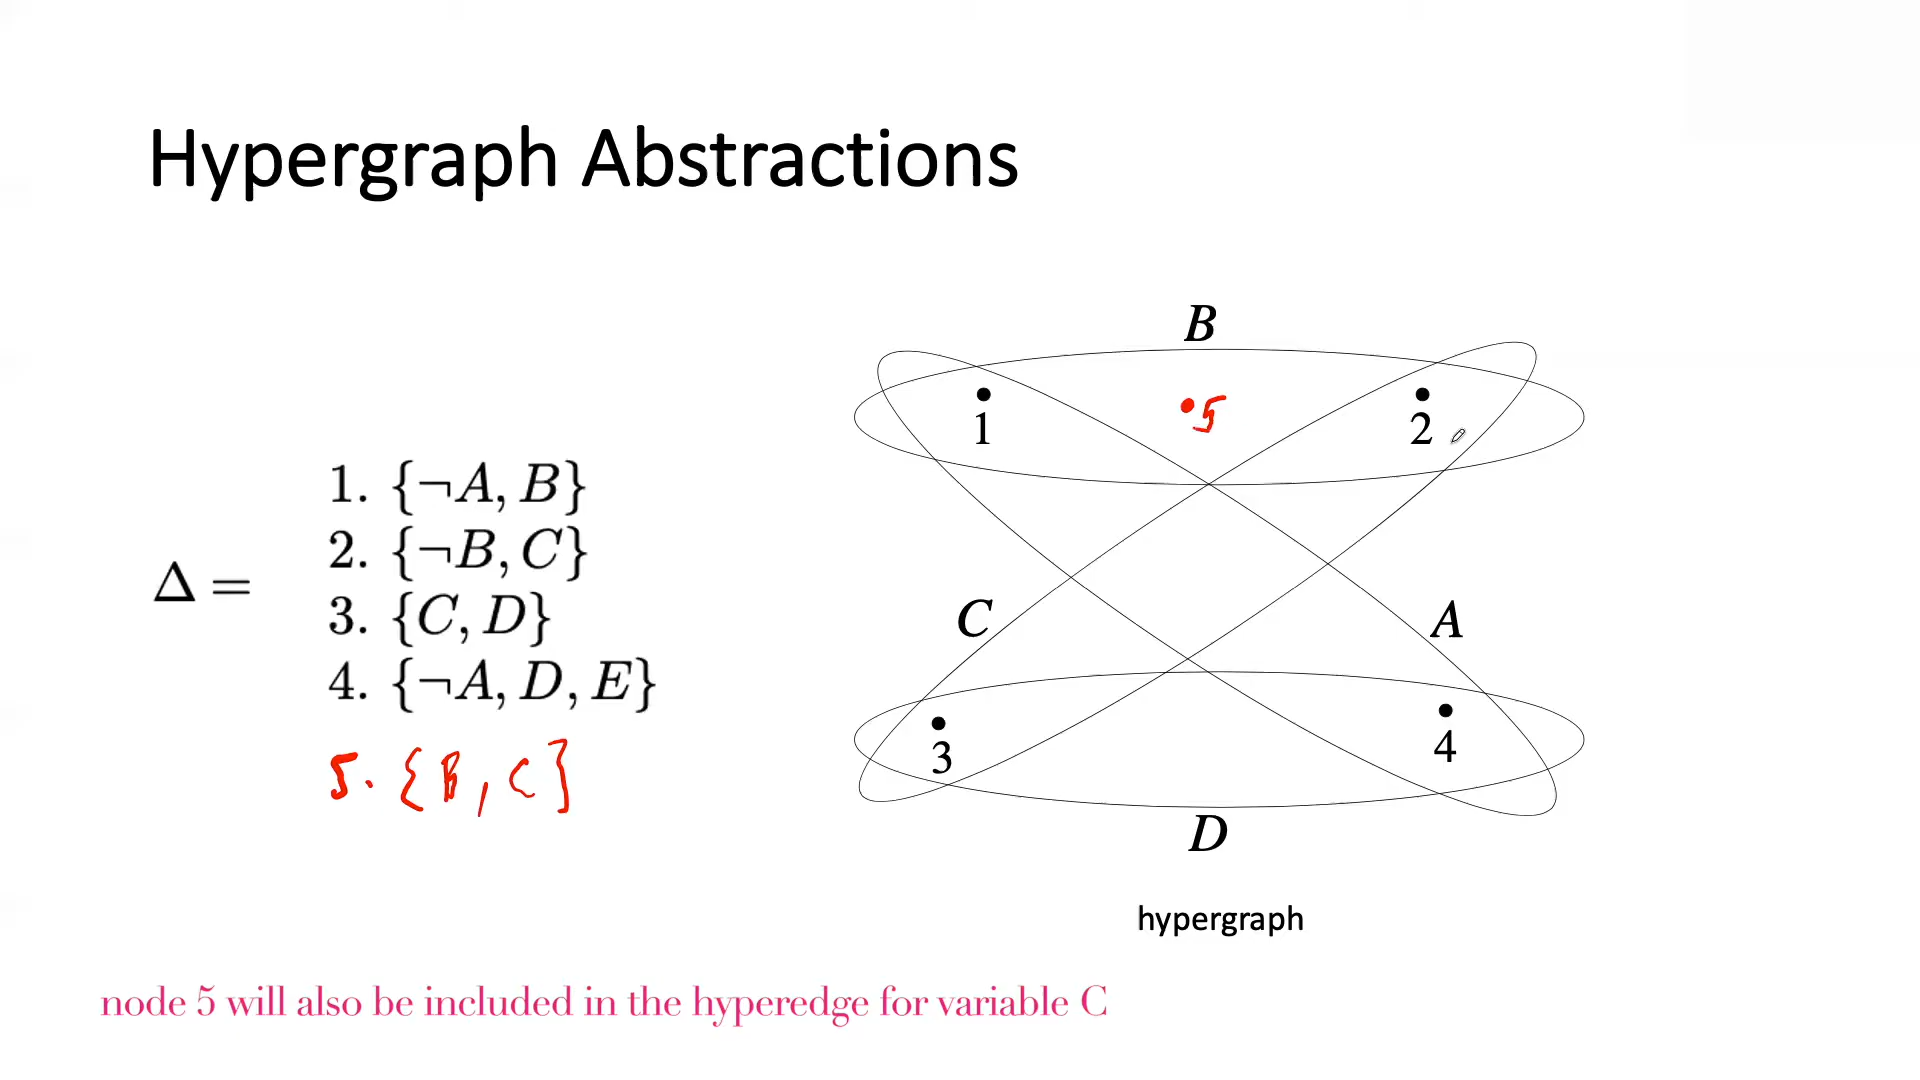 Hypergraph Abstractions
Δ =
1. {¬A, B}
2. {¬B, C}
3. {C, D}
4. {¬A, D, E}
5. {B, C}
B
1
5
2
C
A
3
4
D
hypergraph
node 5 will also be included in the hyperedge for variable C